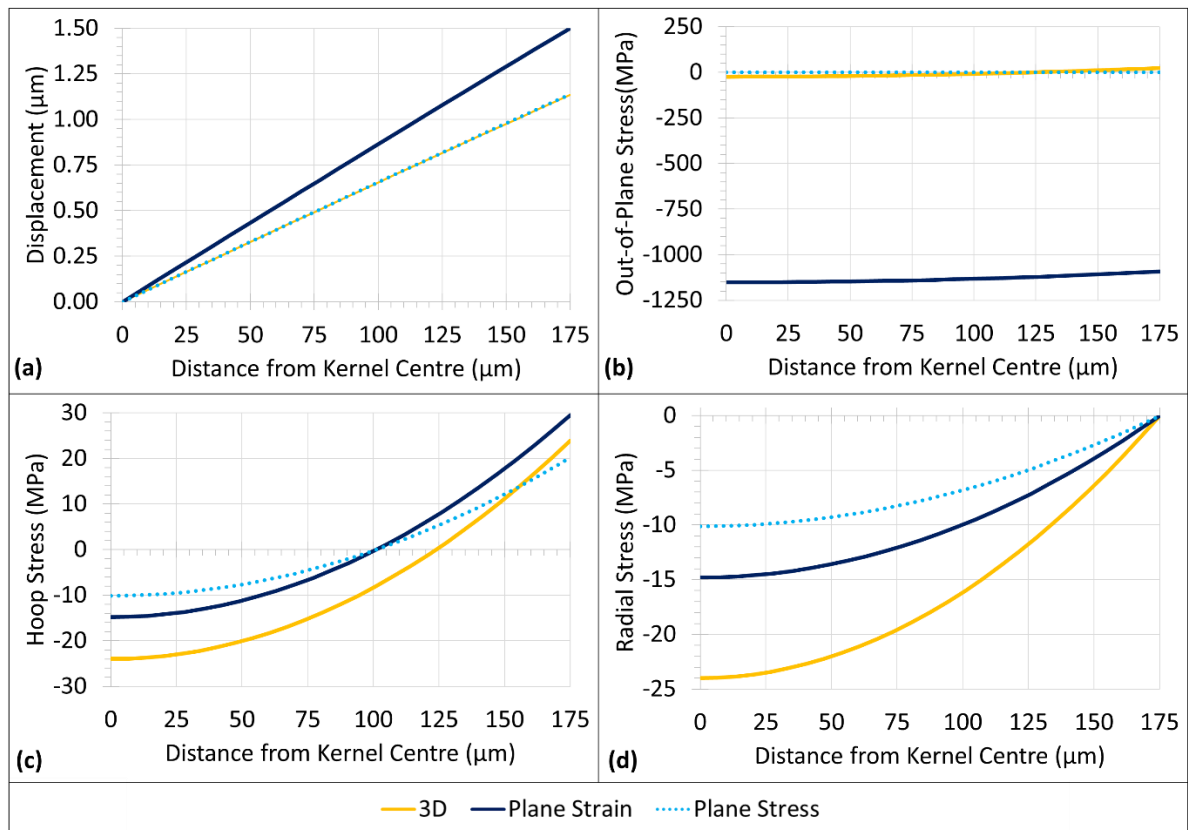 1.50
1.25
1.00
0.75
0.50
0.25
0.00
Displacement (µm)
0 25 50 75 100 125 150 175
(a) Distance from Kernel Centre (µm)
250
0
-250
-500
-750
-1000
-1250
Out-of-Plane Stress(MPa)
0 25 50 75 100 125 150 175
(b) Distance from Kernel Centre (µm)
30
20
10
0
-10
-20
-30
Hoop Stress (MPa)
0 25 50 75 100 125 150 175
(c) Distance from Kernel Centre (µm)
0
-5
-10
-15
-20
-25
Radial Stress (MPa)
0 25 50 75 100 125 150 175
(d) Distance from Kernel Centre (µm)
3D Plane Strain Plane Stress